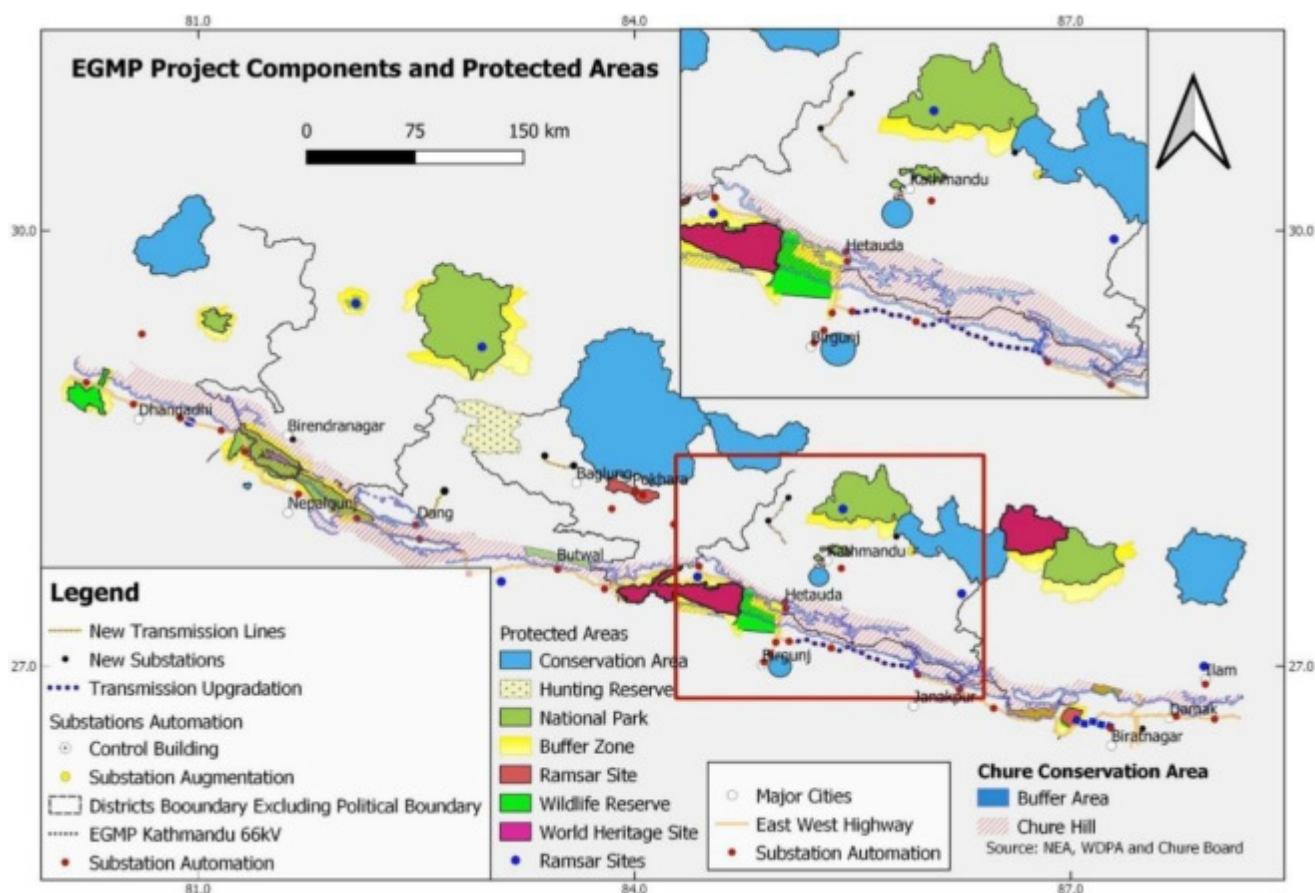 81.0 84.0 87.0
EGMP Project Components and Protected Areas
0 75 150 km
Kathmandu
Hetauda
Birgunj
30.0 30.0
Dhangadhi
Birendranagar
Nepalgunj
Dang
Baglung
Pokhara
Butwal
Kathmandu
Hetauda
Birgunj
Janakpur
Ilam
Damak
Biratnagar
27.0 27.0
Legend
New Transmission Lines
New Substations
Transmission Upgradation
Substations Automation
Control Building
Substation Augmentation
Districts Booundary Excluding Political Boundary
EGMP Kathmandu 66kV
Substation Automation
Protected Areas
Conservation Area
Hunting Reserve
National Park
Buffer Zone
Ramsar Site
Wildlife Reserve
World Heritage Site
Ramsar Sites
Major Cities
East West Highway
Substation Automation
Chure Conservation Area
Buffer Area
Chure Hill
Source: NEA, WDPA and Chure Board
81.0 84.0 87.0